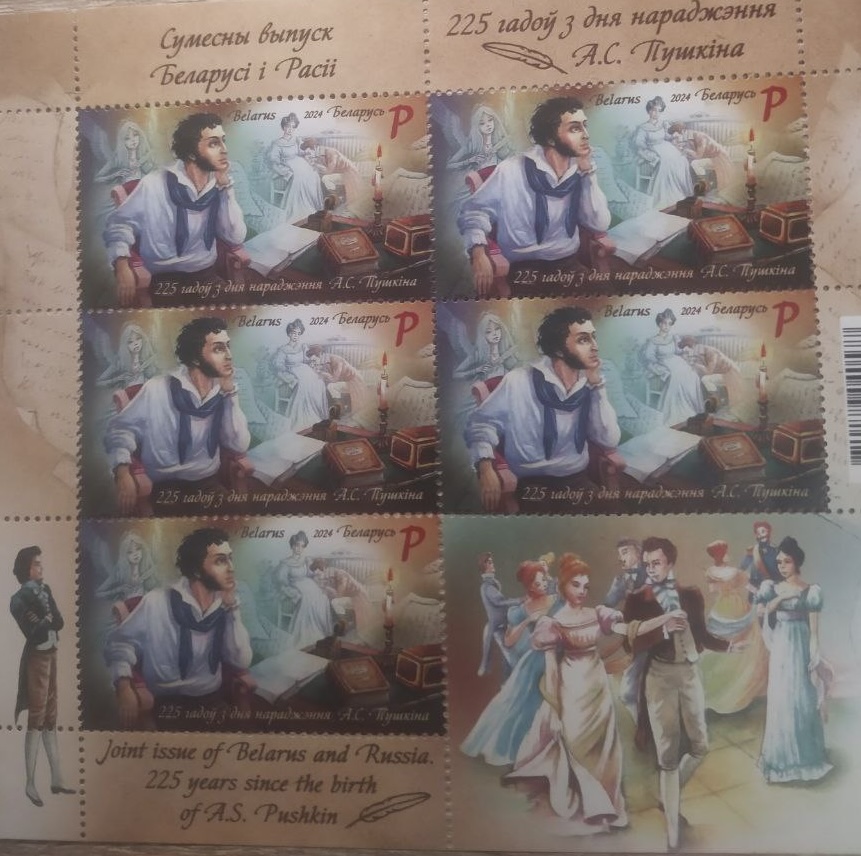 Сумесны выпуск
Беларусі і Расіі
225 гадоў з дня нараджэння
А.С. Пушкіна
Belarus 2024 Беларусь P
225 гадоў з дня нараджэння А.С. Пушкіна
Belarus 2024 Беларусь P
225 гадоў з дня нараджэння А.С. Пушкіна
Belarus 2024 Беларусь P
225 гадоў з дня нараджэння А.С. Пушкіна
Belarus 2024 Беларусь P
225 гадоў з дня нараджэння А.С. Пушкіна
Belarus 2024 Беларусь P
225 гадоў з дня нараджэння А.С. Пушкіна
Joint issue of Belarus and Russia.
225 years since the birth
of A.S. Pushkin